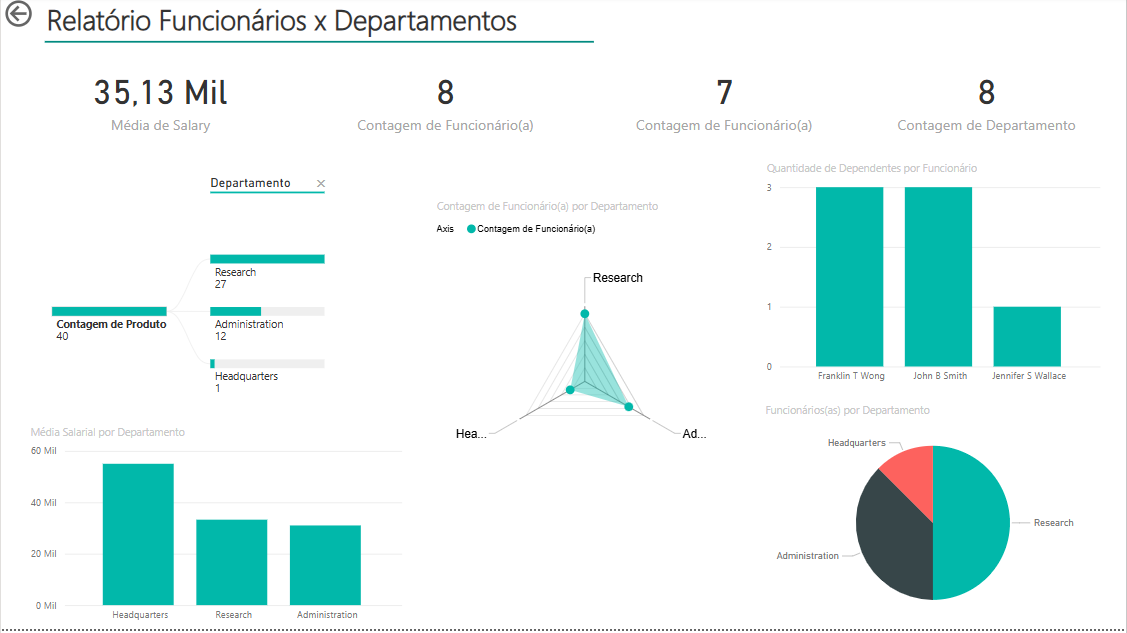 Relatório Funcionários x Departamentos
35,13 Mil
Média de Salary
8
Contagem de Funcionário(a)
7
Contagem de Funcionário(a)
8
Contagem de Departamento
Departamento
Research
27
Contagem de Produto
40
Administration
12
Headquarters
1
Contagem de Funcionário(a) por Departamento
Axis Contagem de Funcionário(a)
Research
Hea...
Ad...
Quantidade de Dependentes por Funcionário
3
2
1
0
Franklin T Wong John B Smith Jennifer S Wallace
Média Salarial por Departamento
60 Mil
40 Mil
20 Mil
0 Mil
Headquarters Research Administration
Funcionários(as) por Departamento
Headquarters
Research
Administration